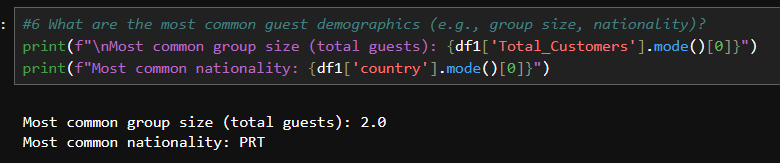 :
#6 What are the most common guest demographics (e.g., group size, nationality)?
print(f"\nMost common group size (total guests): {df1['Total_Customers'].mode()[0]}")
print(f"Most common nationality: {df1['country'].mode()[0]}")
Most common group size (total guests): 2.0
Most common nationality: PRT